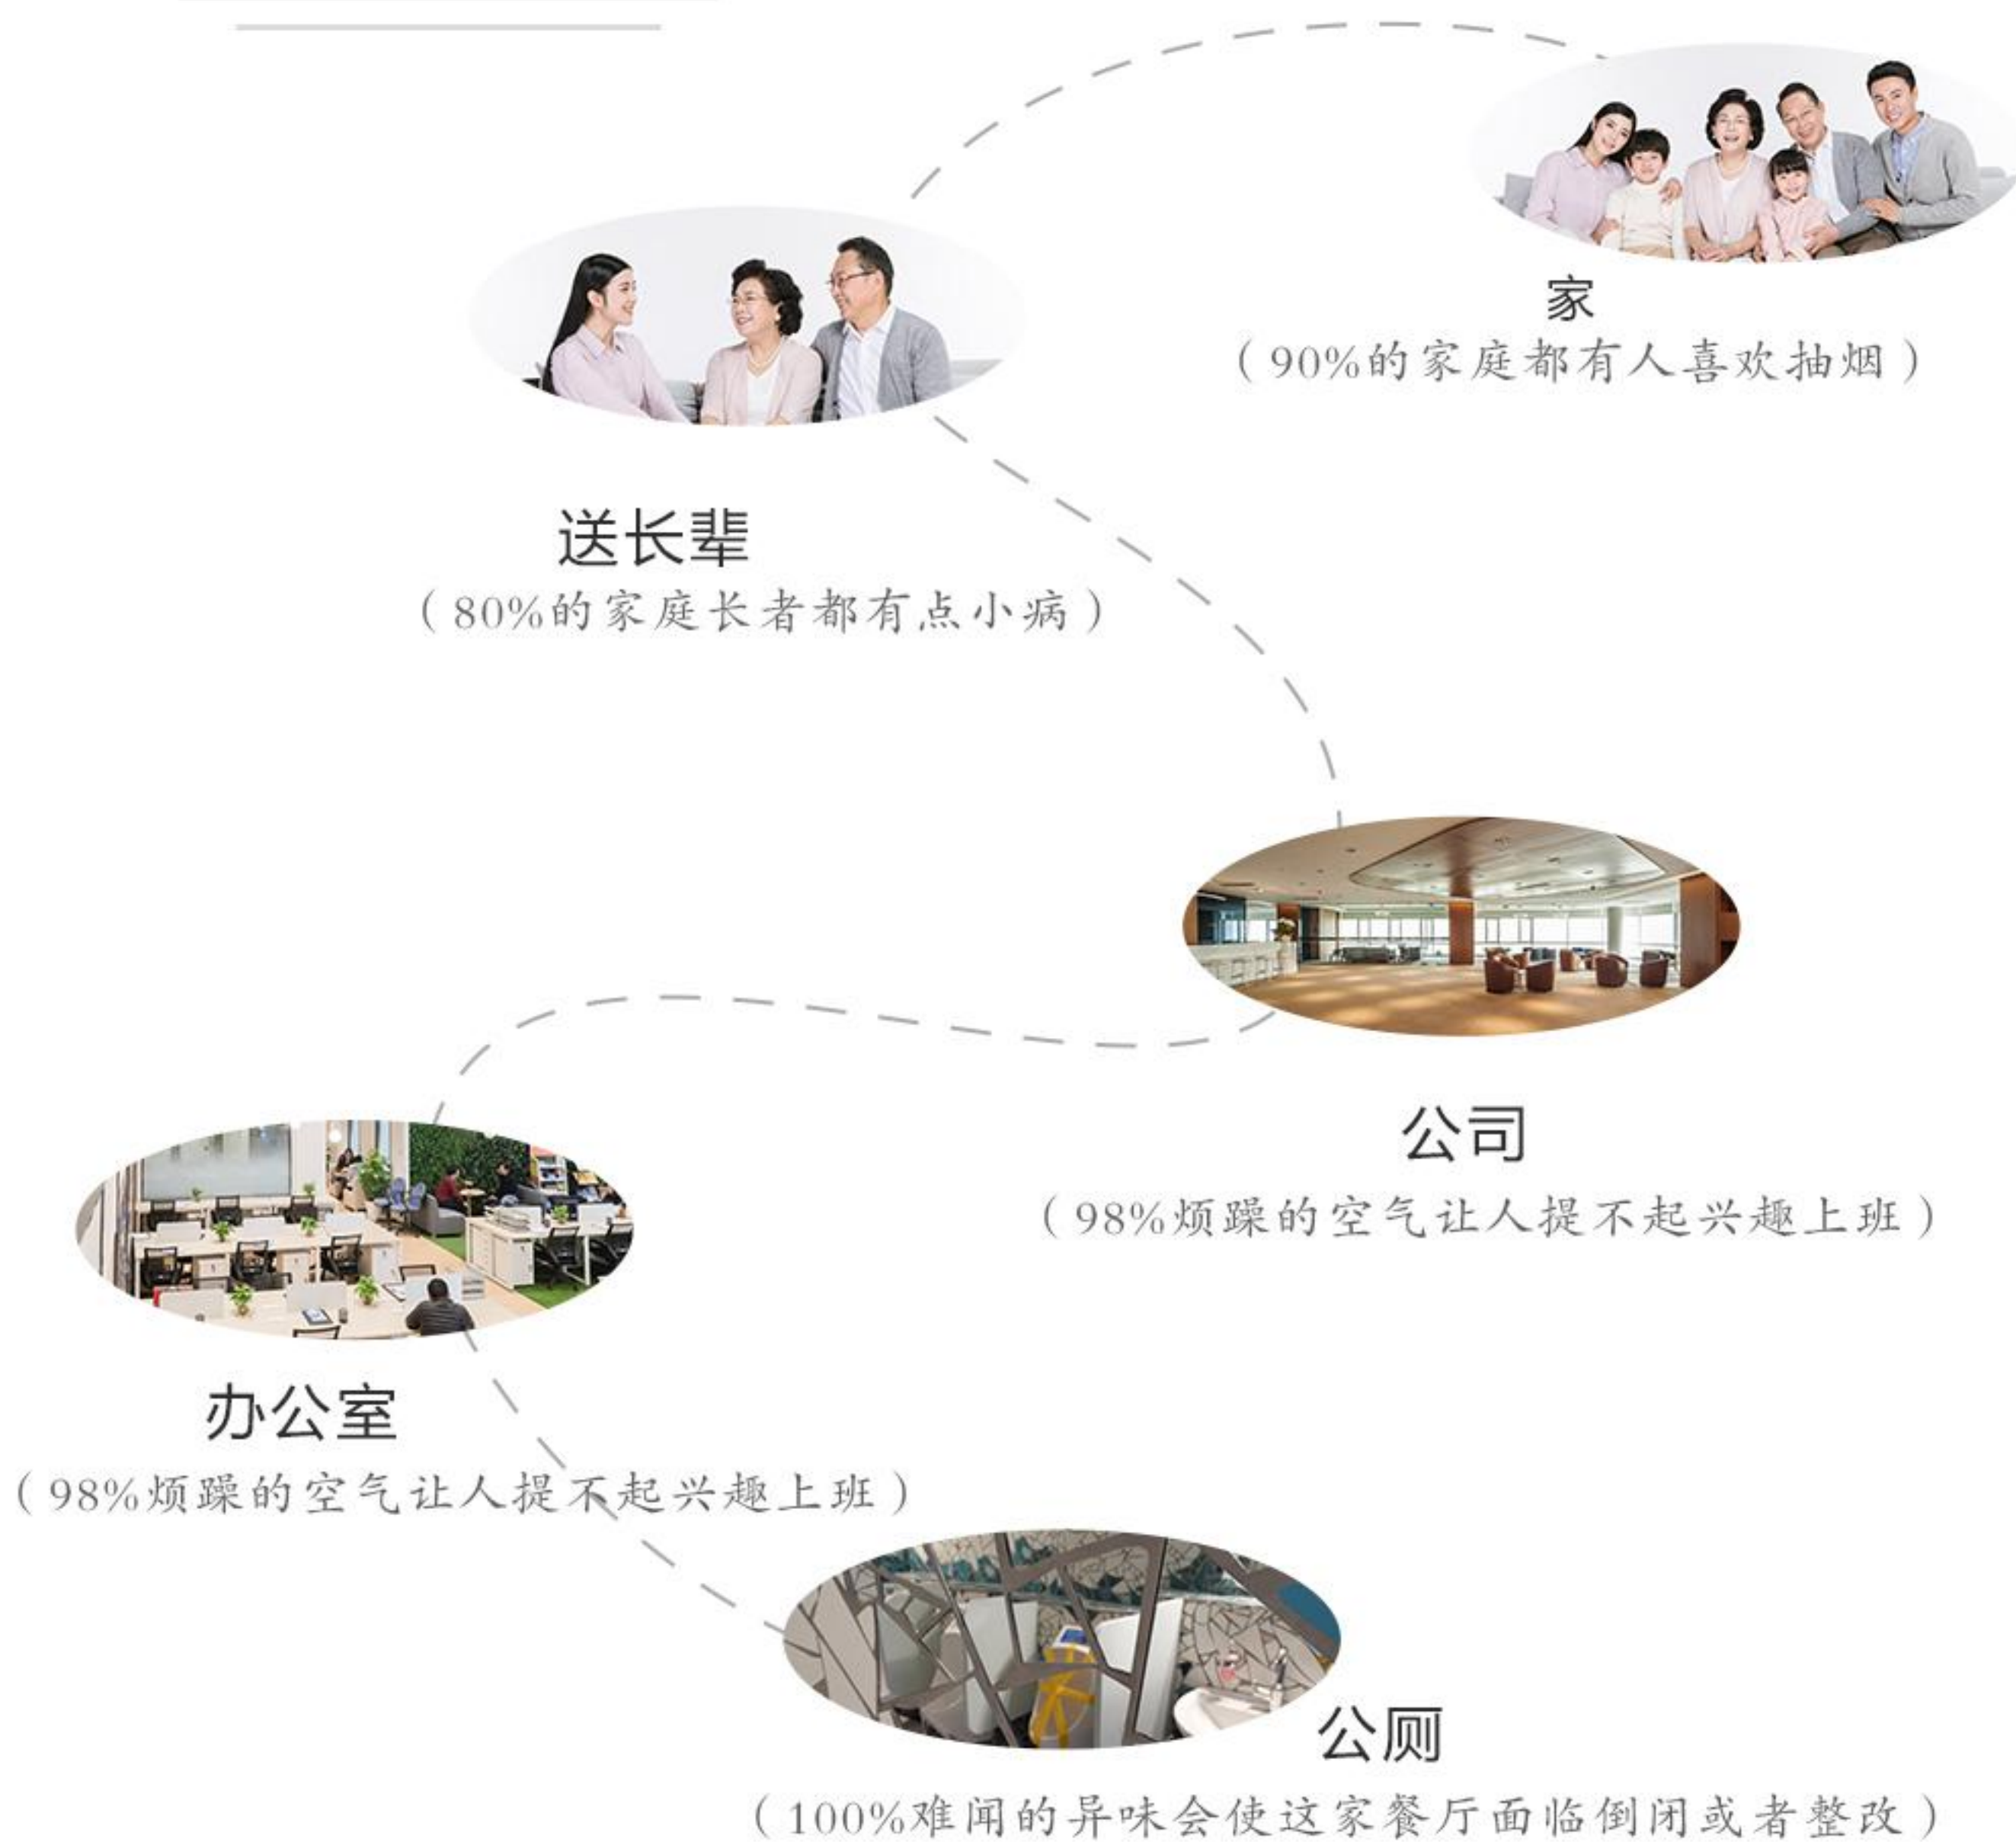 家
（90%的家庭都有人喜欢抽烟）
送长辈
（80%的家庭长者都有点小病）
公司
（98%烦躁的空气让人提不起兴趣上班）
办公室
（98%烦躁的空气让人提不起兴趣上班）
公厕
（100%难闻的异味会使这家餐厅面临倒闭或者整改）